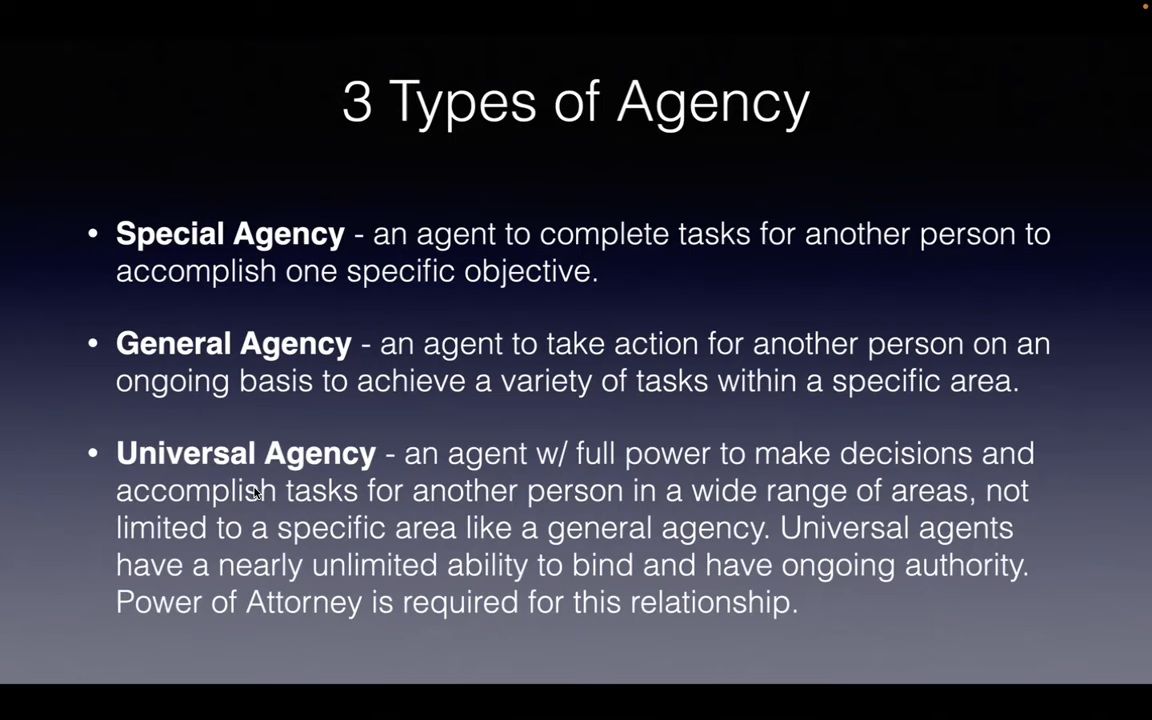 3 Types of Agency
• Special Agency - an agent to complete tasks for another person to
accomplish one specific objective.
• General Agency - an agent to take action for another person on an
ongoing basis to achieve a variety of tasks within a specific area.
• Universal Agency - an agent w/ full power to make decisions and
accomplish tasks for another person in a wide range of areas, not
limited to a specific area like a general agency. Universal agents
have a nearly unlimited ability to bind and have ongoing authority.
Power of Attorney is required for this relationship.